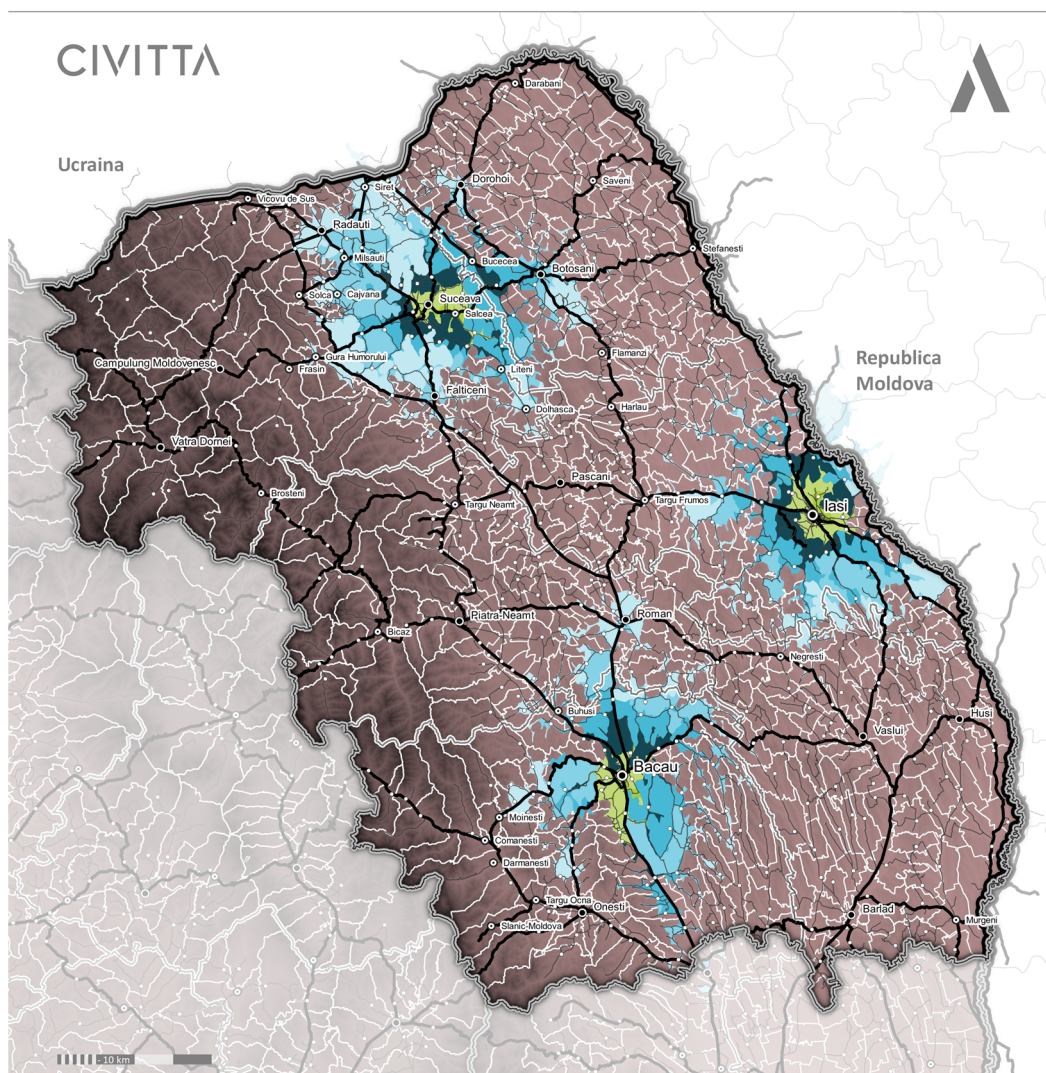 CIVITTA
Darabani
Ucraina
Dorohoi
Saveni
Siret
Vicovu de Sus
Radauti
Stefanesti
Milsauti
Bucecea
Botosani
Solca
Cajvana
Suceava
Salcea
Flamanzi
Republica
Moldova
Gura Humorului
Campulung Moldovenesc
Frasin
Liteni
Falticeni
Dolhasca
Harlau
Vatra Dornei
Pascani
Brosteni
Targu Neamt
Targu Frumos
Iasi
Piatra-Neamt
Roman
Bicaz
Negresti
Buhusi
Husi
Vaslui
Bacau
Moinesti
Comanesti
Darmanesti
Targu Ocna
Onesti
Barlad
Murgeni
Slanic-Moldova
10 km